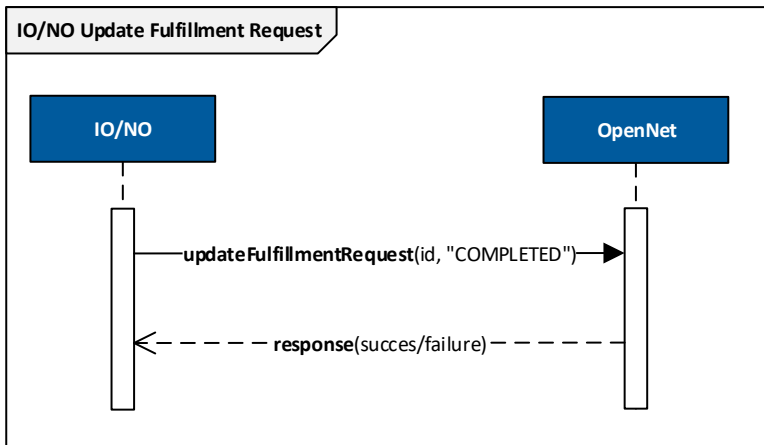 IO/NO Update Fulfillment Request
IO/NO
OpenNet
updateFulfillmentRequest(id, "COMPLETED")
response(succes/failure)